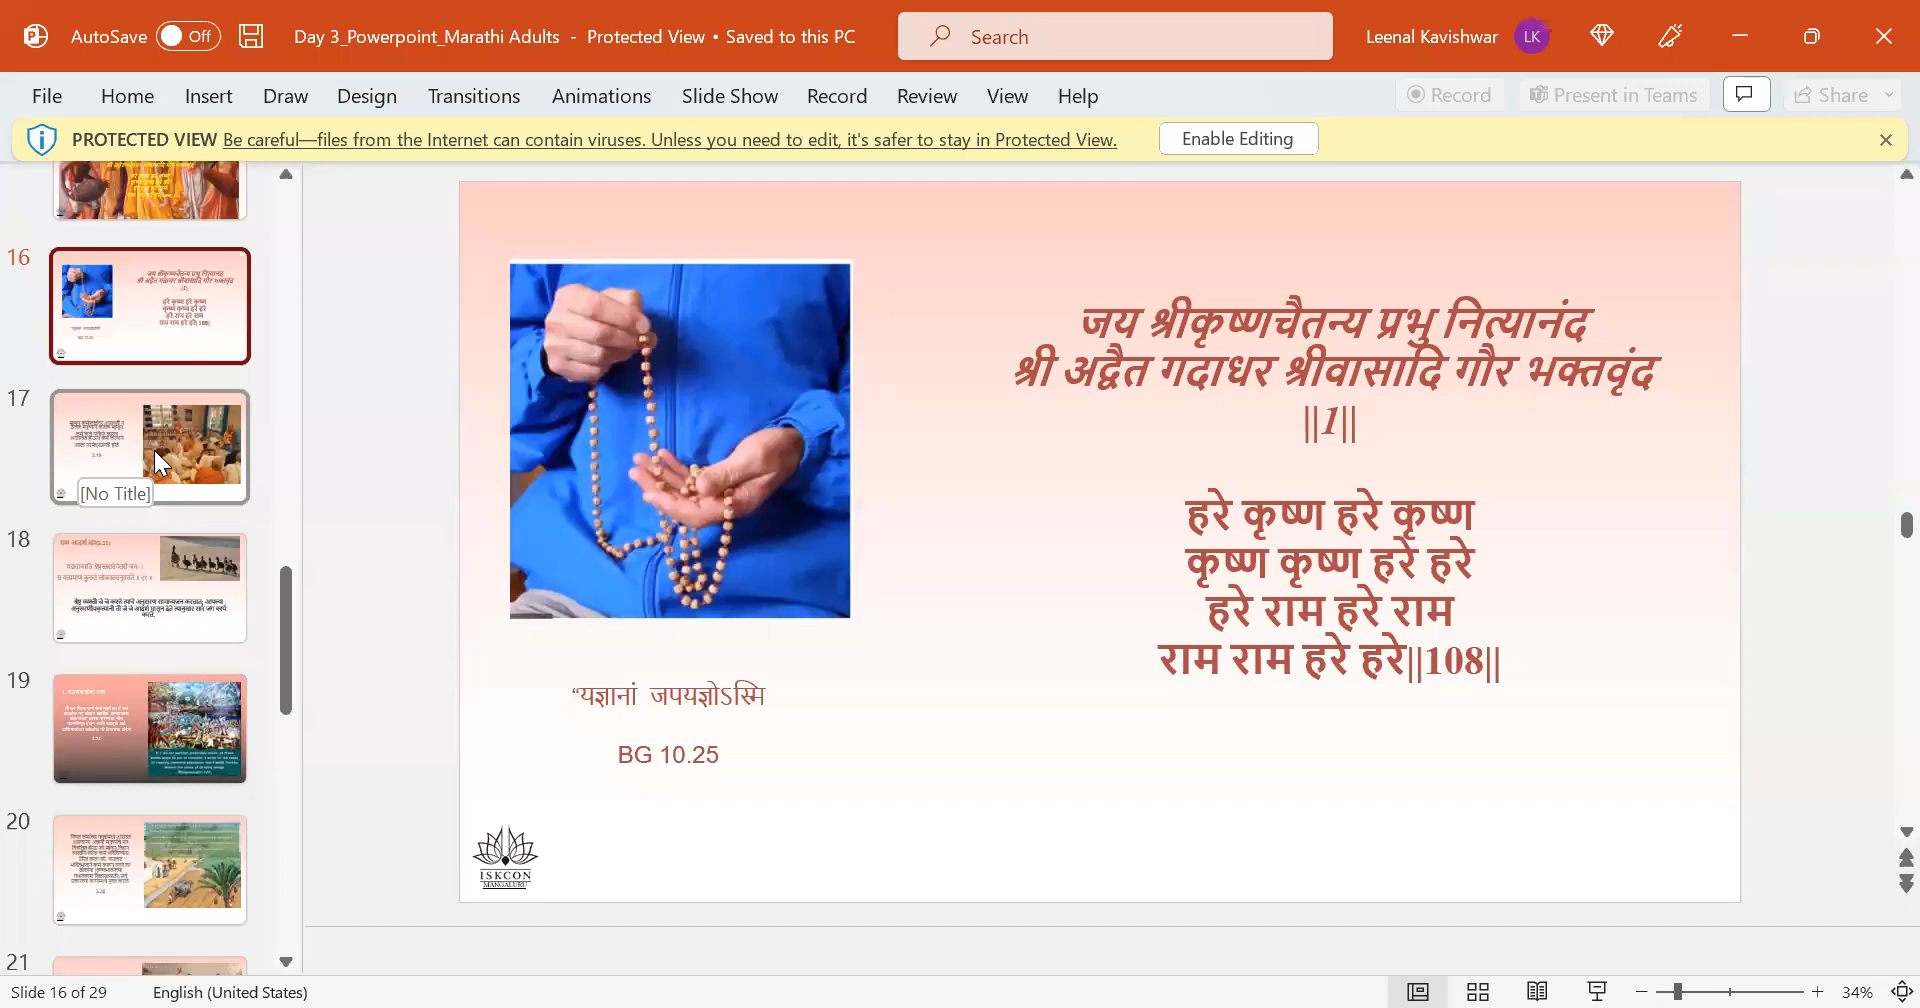 AutoSave Off Day 3_Powerpoint_Marathi Adults - Protected View • Saved to this PC Search Leenal Kavishwar LK
File Home Insert Draw Design Transitions Animations Slide Show Record Review View Help Record Present in Teams Share
PROTECTED VIEW Be careful—files from the Internet can contain viruses. Unless you need to edit, it's safer to stay in Protected View. Enable Editing
16
17
[No Title]
18
19
20
21
जय श्रीकृष्णचैतन्य प्रभु नित्यानंद
श्री अद्वैत गदाधर श्रीवासादि गौर भक्तवृंद
||1||
हरे कृष्ण हरे कृष्ण
कृष्ण कृष्ण हरे हरे
हरे राम हरे राम
राम राम हरे हरे||108||
“यज्ञानां जपयज्ञोऽस्मि
BG 10.25
ISKCON
MANGALURU
Slide 16 of 29 English (United States) 34%